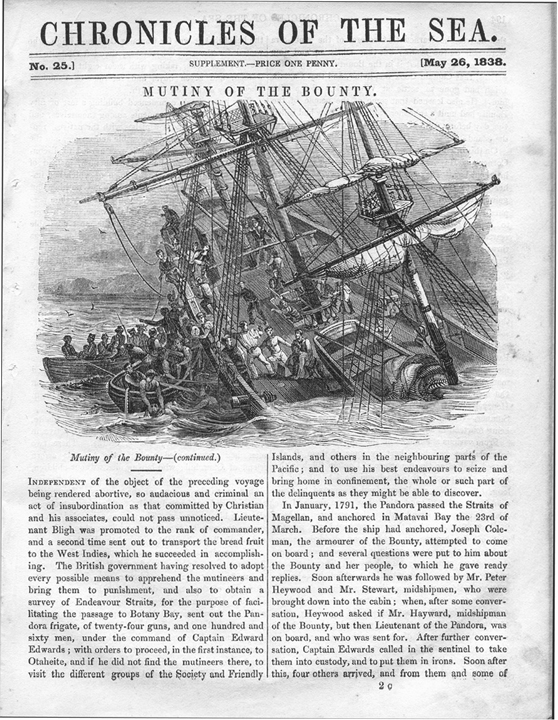 CHRONICLES OF THE SEA.
No. 25.] SUPPLEMENT.—PRICE ONE PENNY. [May 26, 1838.
MUTINY OF THE BOUNTY.
Mutiny of the Bounty—(continued.)
INDEPENDENT of the object of the preceding voyage
being rendered abortive, so audacious and criminal an
act of insubordation as that committed by Christian
and his associates, could not pass unnoticed. Lieute-
nant Bligh was promoted to the rank of commander,
and a second time sent out to transport the bread fruit
to the West Indies, which he succeeded in accomplish-
ing. The British government having resolved to adopt
every possible means to apprehend the mutineers and
bring them to punishment, and also to obtain a
survey of Endeavour Straits, for the purpose of faci-
litating the passage to Botany Bay, sent out the Pan-
dora frigate, of twenty-four guns, and one hundred and
sixty men, under the command of Captain Edward
Edwards; with orders to proceed, in the first instance, to
Otaheite, and if he did not find the mutineers there, to
visit the different groups of the Society and Friendly
Islands, and others in the neighbouring parts of the
Pacific; and to use his best endeavours to seize and
bring home in confinement, the whole or such part of
the delinquents as they might be able to discover.
In January, 1791, the Pandora passed the Straits of
Magellan, and anchored in Matavai Bay the 23rd of
March. Before the ship had anchored, Joseph Cole-
man, the armourer of the Bounty, attempted to come
on board; and several questions were put to him about
the Bounty and her people, to which he gave ready
replies. Soon afterwards he was followed by Mr. Peter
Heywood and Mr. Stewart, midshipmen, who were
brought down into the cabin; when, after some conver-
sation, Heywood asked if Mr. Hayward, midshipman
of the Bounty, but then Lieutenant of the Pandora, was
on board, and who was sent for. After further conver-
sation, Captain Edwards called in the sentinel to take
them into custody, and to put them in irons. Soon after
this, four others arrived, and from them and some of
2 C